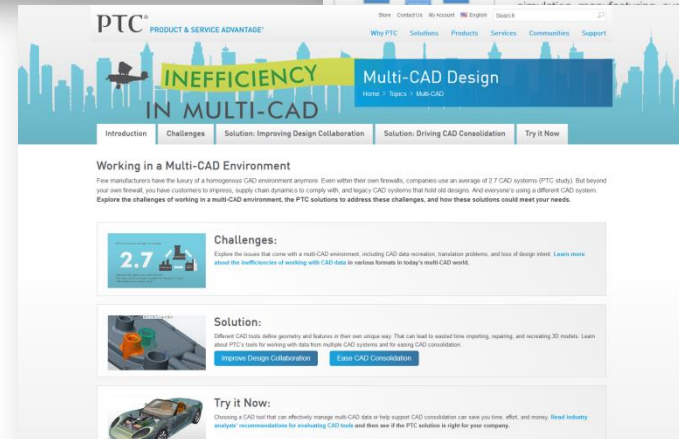 PTC® PRODUCT & SERVICE ADVANTAGE®
Store Contact Us My Account English Search
Why PTC Solutions Products Services Communities Support
INEFFICIENCY
IN MULTI-CAD
Multi-CAD Design
Home > Topics > Multi-CAD
Introduction Challenges Solution: Improving Design Collaboration Solution: Driving CAD Consolidation Try it Now
Working in a Multi-CAD Environment
Few manufacturers have the luxury of a homogenous CAD environment anymore. Even within their own firewalls, companies use an average of 2.7 CAD systems (PTC study). But beyond
your own firewall, you have customers to impress, supply chain dynamics to comply with, and legacy CAD systems that hold old designs. And everyone's using a different CAD system.
Explore the challenges of working in a multi-CAD environment, the PTC solutions to address these challenges, and how these solutions could meet your needs.
2.7
Challenges:
Explore the issues that come with a multi-CAD environment, including CAD data recreation, translation problems, and loss of design intent. Learn more
about the inefficiencies of working with CAD data in various formats in today's multi-CAD world.
Solution:
Different CAD tools define geometry and features in their own unique way. That can lead to wasted time importing, repairing, and recreating 3D models. Learn
about PTC's tools for working with data from multiple CAD systems and for easing CAD consolidation.
Improve Design Collaboration Ease CAD Consolidation
Try it Now:
Choosing a CAD tool that can effectively manage multi-CAD data or help support CAD consolidation can save you time, effort, and money. Read industry
analysts' recommendations for evaluating CAD tools and then see if the PTC solution is right for your company.